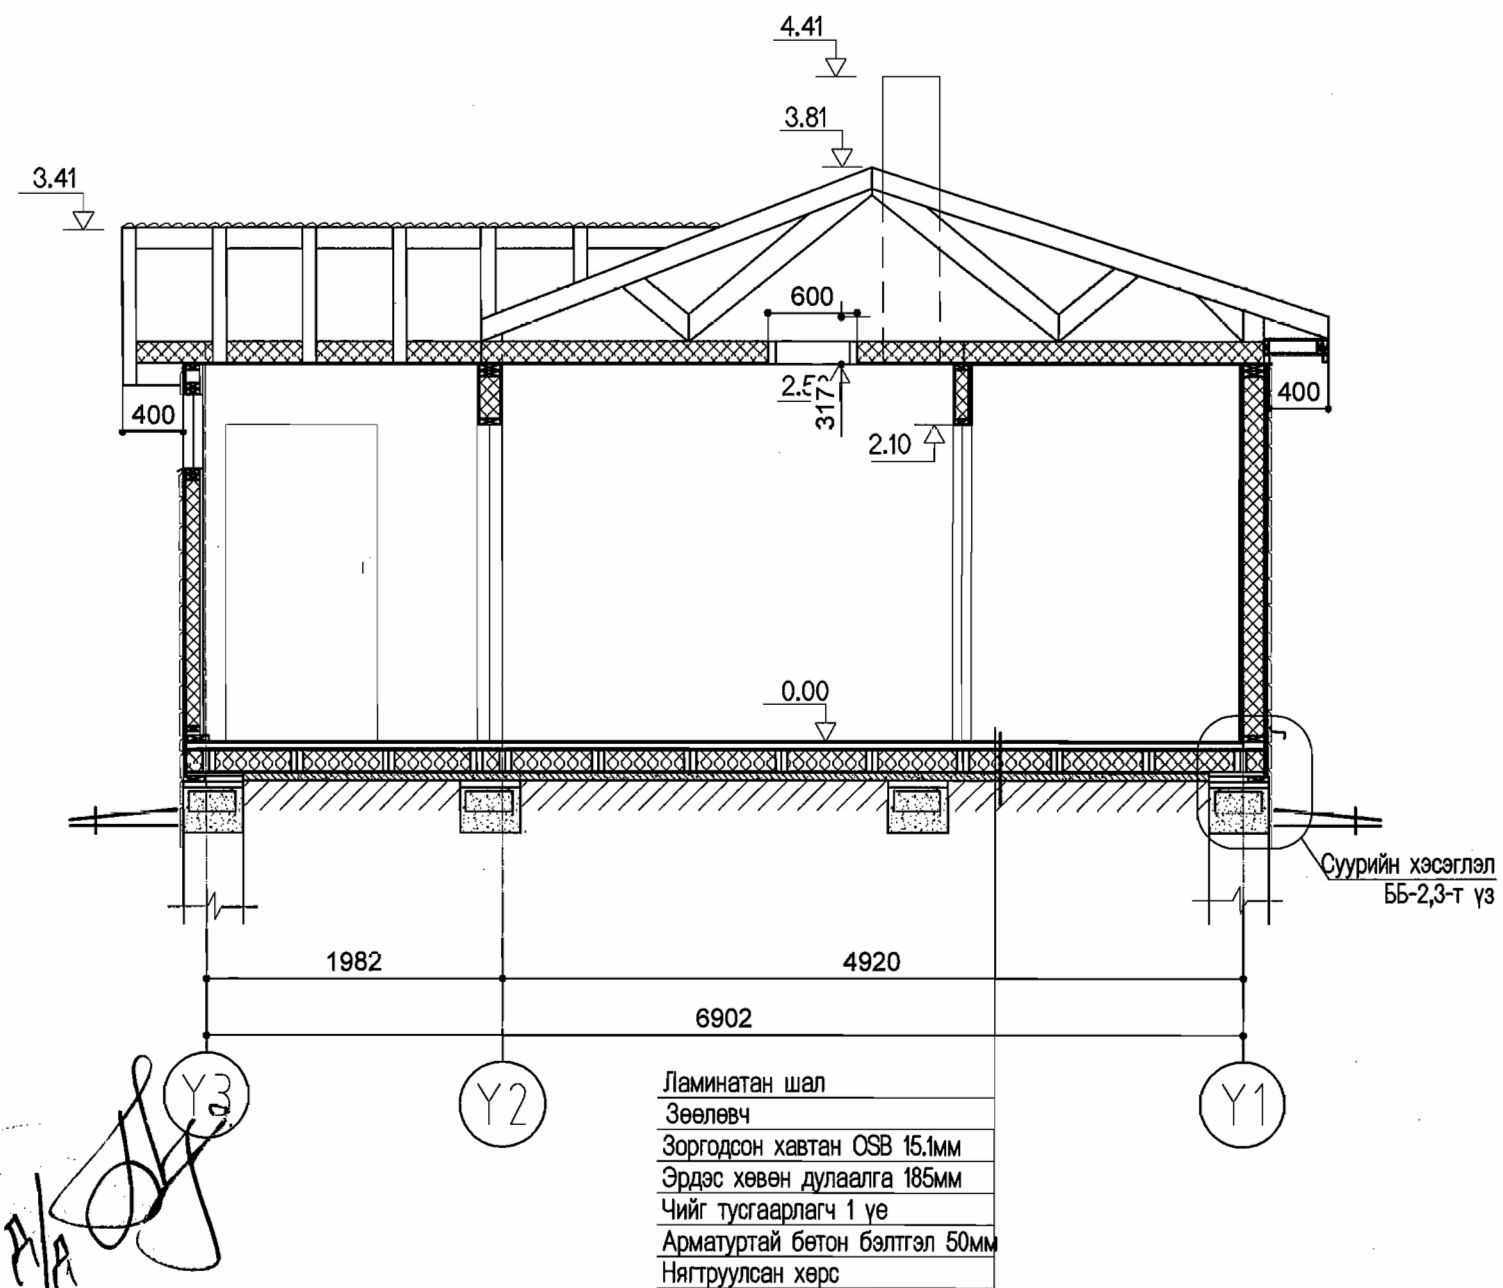 4.41
3.81
3.41
600
317
400
400
2.10
0.00
Суурийн хэсэглэл
ББ-2,3-т үз
1982
4920
6902
Y3
Y2
Y1
Ламинатан шал
Зөөлөвч
Зоргодсон хавтан OSB 15.1мм
Эрдэс хөвөн дулаалга 185мм
Чийг тусгаарлагч 1 үе
Арматуртай бетон бэлтгэл 50мм
Нягтруулсан хөрс